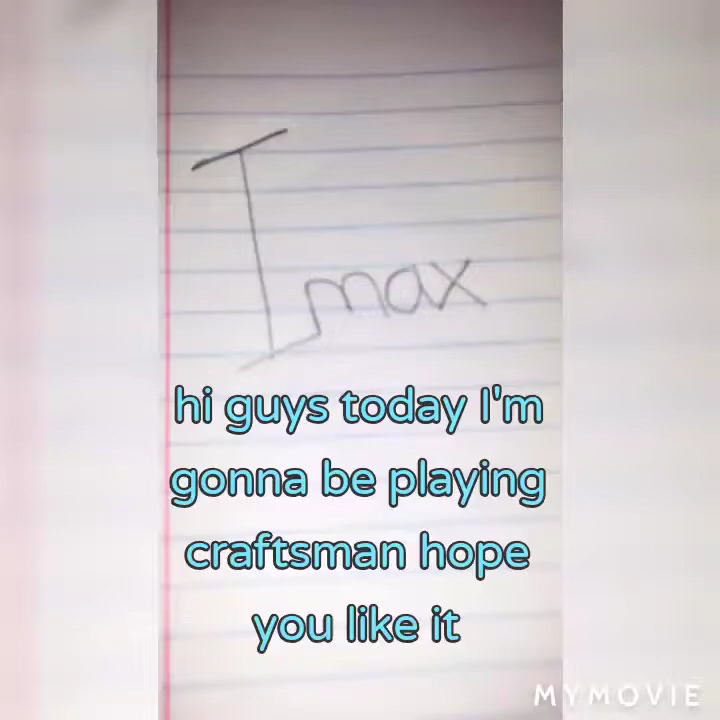 Imax
hi guys today I'm
gonna be playing
craftsman hope
you like it
MYMOVIE